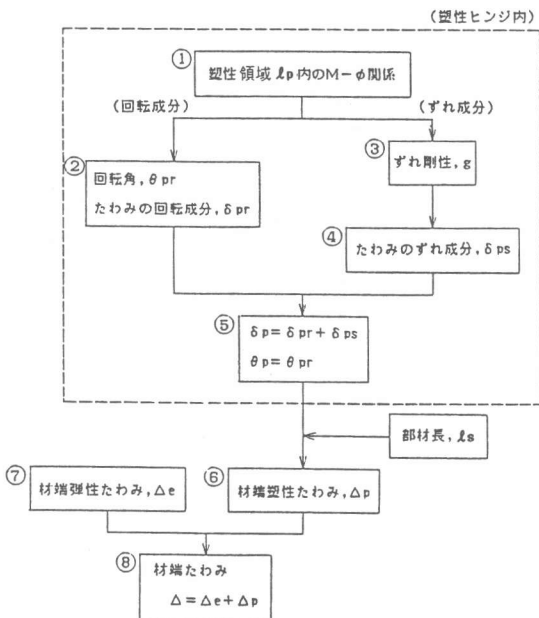 (塑性ヒンジ内)
① 塑性領域 ℓp 内のM-φ関係
(回転成分)
(ずれ成分)
② 回転角, θpr
たわみの回転成分, δpr
③ ずれ剛性, g
④ たわみのずれ成分, δps
⑤ δp = δpr + δps
θp = θpr
部材長, ℓs
⑦ 材端弾性たわみ, Δe
⑥ 材端塑性たわみ, Δp
⑧ 材端たわみ
Δ = Δe + Δp